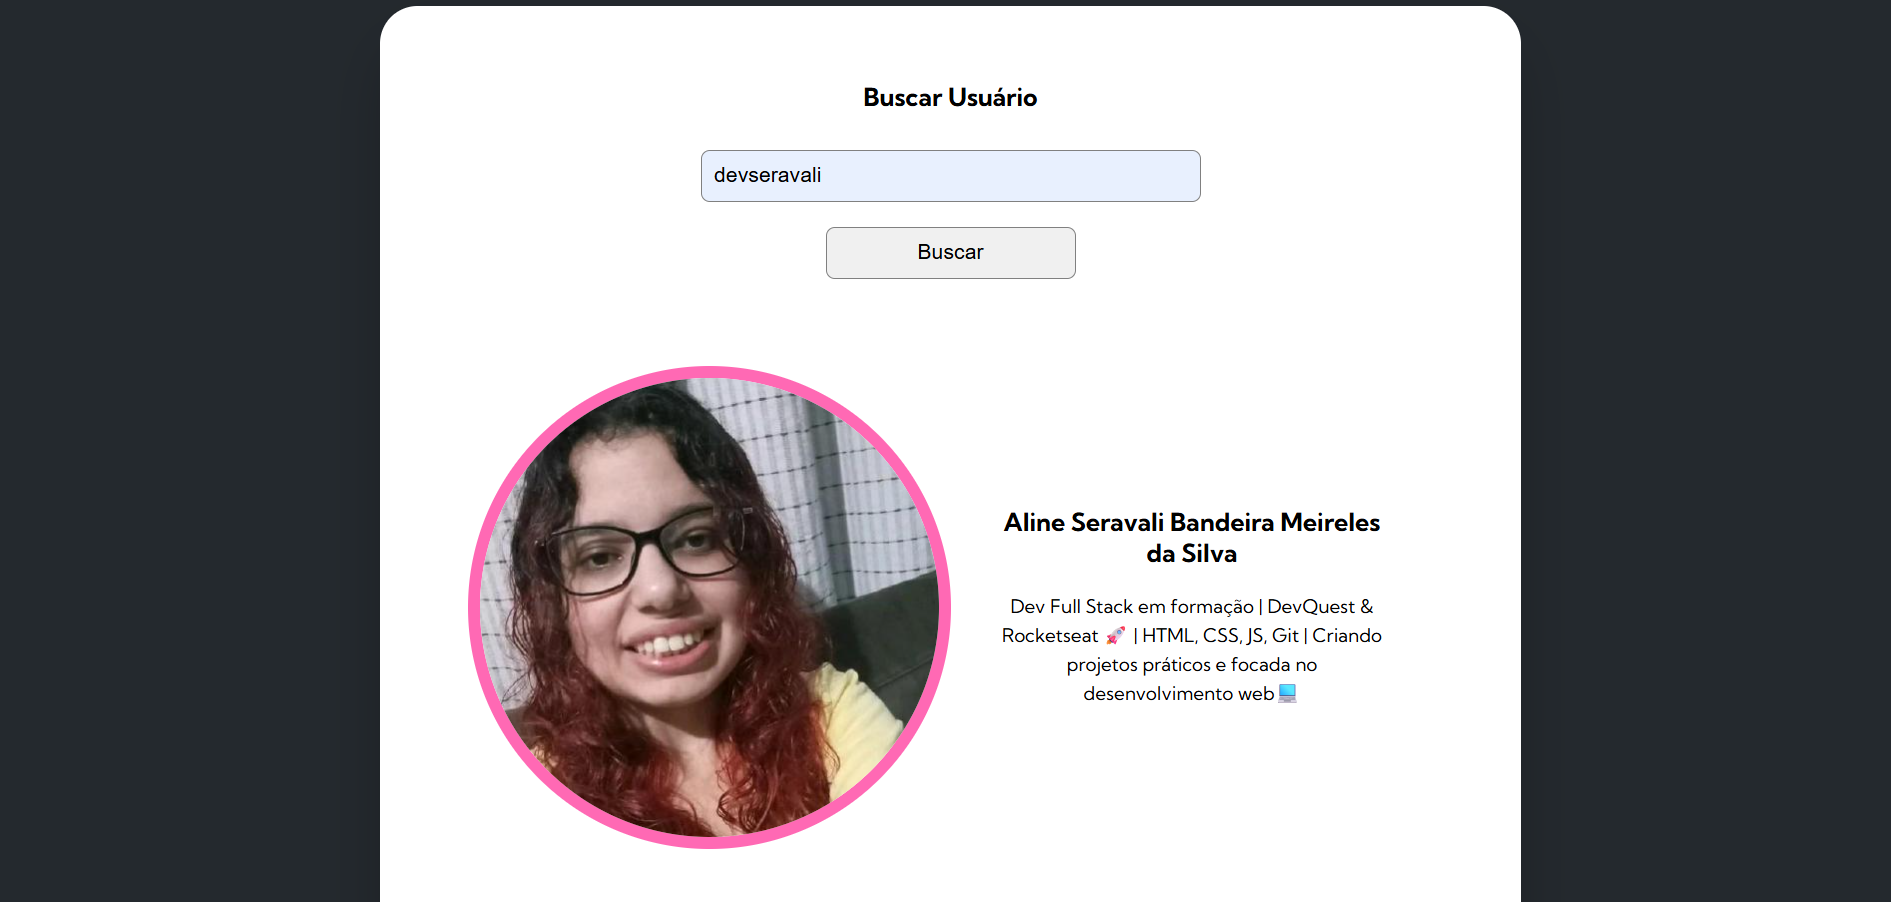 Buscar Usuário
devseravali
Buscar
Aline Seravali Bandeira Meireles
da Silva
Dev Full Stack em formação | DevQuest &
Rocketseat 🚀 | HTML, CSS, JS, Git | Criando
projetos práticos e focada no
desenvolvimento web💻